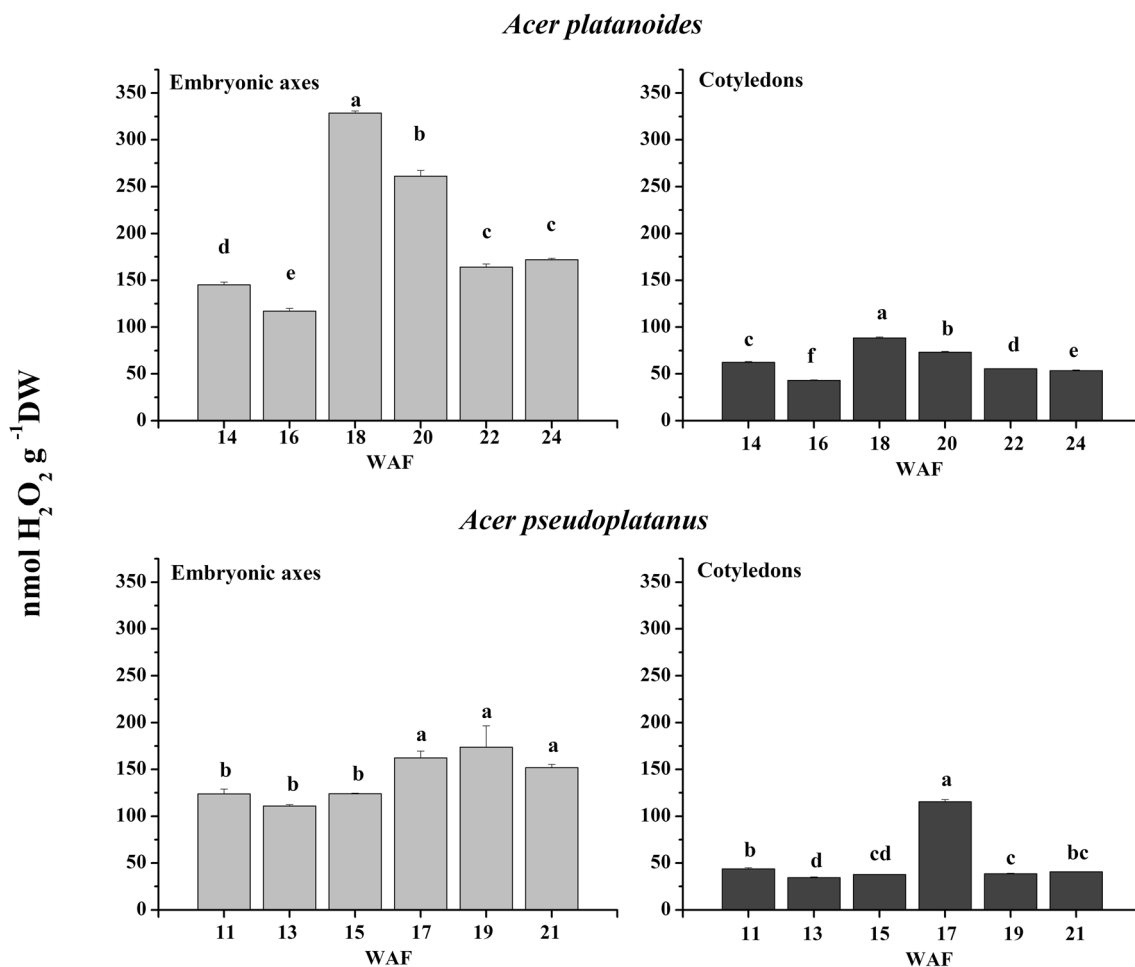 Acer platanoides
Embryonic axes
350
300
250
200
150
100
50
0
a
b
c
c
d
e
14 16 18 20 22 24
WAF
Cotyledons
350
300
250
200
150
100
50
0
c f a b d e
14 16 18 20 22 24
WAF
nmol H₂O₂ g ⁻¹DW
Acer pseudoplatanus
Embryonic axes
350
300
250
200
150
100
50
0
b b b a a a
11 13 15 17 19 21
WAF
Cotyledons
350
300
250
200
150
100
50
0
b d cd a c bc
11 13 15 17 19 21
WAF